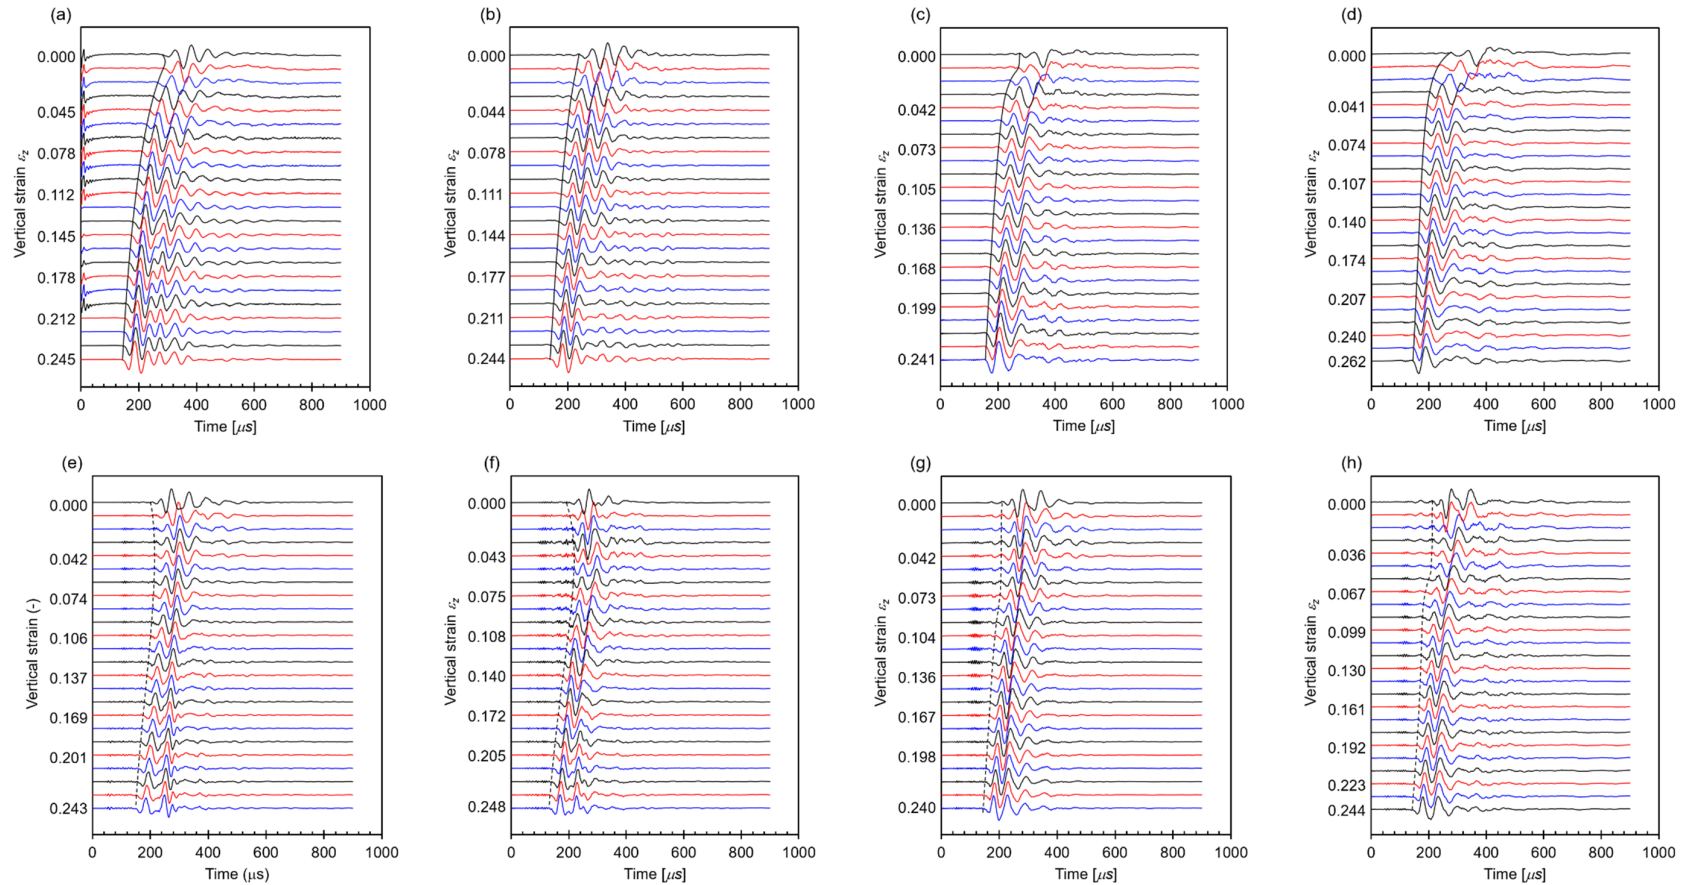 (a)
0.000
0.045
0.078
0.112
0.145
0.178
0.212
0.245
Vertical strain εz
0 200 400 600 800 1000
Time [μs]
(b)
0.000
0.044
0.078
0.111
0.144
0.177
0.211
0.244
Vertical strain εz
0 200 400 600 800 1000
Time [μs]
(c)
0.000
0.042
0.073
0.105
0.136
0.168
0.199
0.241
Vertical strain εz
0 200 400 600 800 1000
Time [μs]
(d)
0.000
0.041
0.074
0.107
0.140
0.174
0.207
0.240
0.262
Vertical strain εz
0 200 400 600 800 1000
Time [μs]
(e)
0.000
0.042
0.074
0.106
0.137
0.169
0.201
0.243
Vertical strain (-)
0 200 400 600 800 1000
Time (μs)
(f)
0.000
0.043
0.075
0.108
0.140
0.172
0.205
0.248
Vertical strain εz
0 200 400 600 800 1000
Time [μs]
(g)
0.000
0.042
0.073
0.104
0.136
0.167
0.198
0.240
Vertical strain εz
0 200 400 600 800 1000
Time [μs]
(h)
0.000
0.036
0.067
0.099
0.130
0.161
0.192
0.223
0.244
Vertical strain εz
0 200 400 600 800 1000
Time [μs]